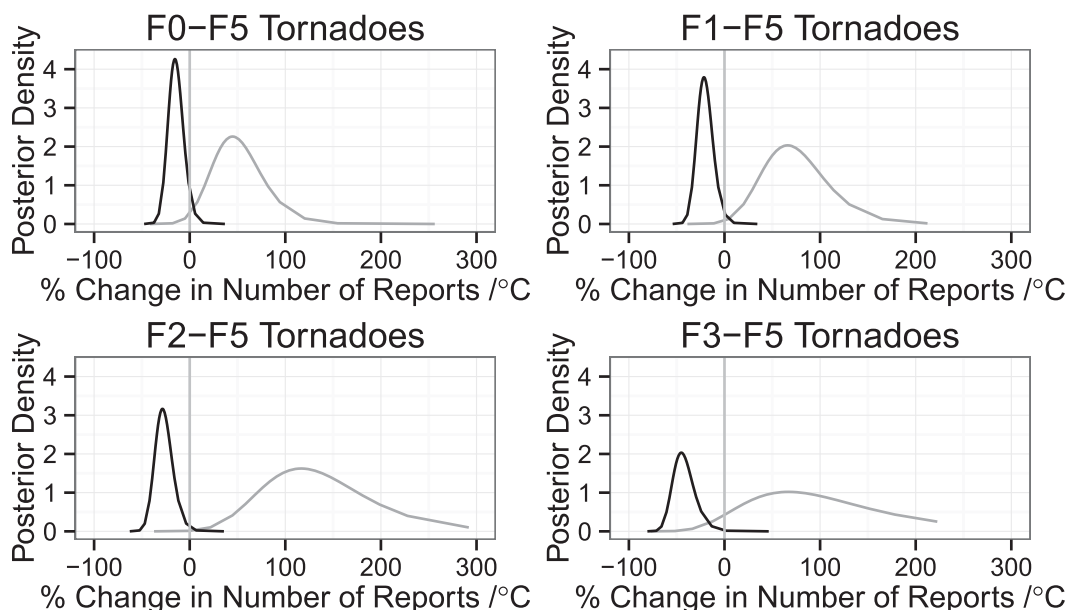 F0−F5 Tornadoes
Posterior Density
4
3
2
1
0
−100 0 100 200 300
% Change in Number of Reports /°C
F1−F5 Tornadoes
Posterior Density
4
3
2
1
0
−100 0 100 200 300
% Change in Number of Reports /°C
F2−F5 Tornadoes
Posterior Density
4
3
2
1
0
−100 0 100 200 300
% Change in Number of Reports /°C
F3−F5 Tornadoes
Posterior Density
4
3
2
1
0
−100 0 100 200 300
% Change in Number of Reports /°C